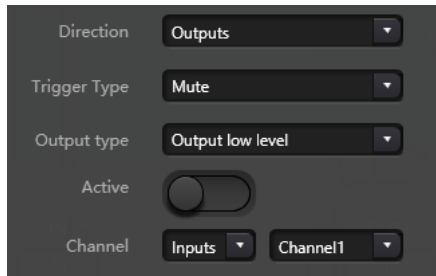 Direction Outputs
Trigger Type Mute
Output type Output low level
Active
Channel Inputs Channel1